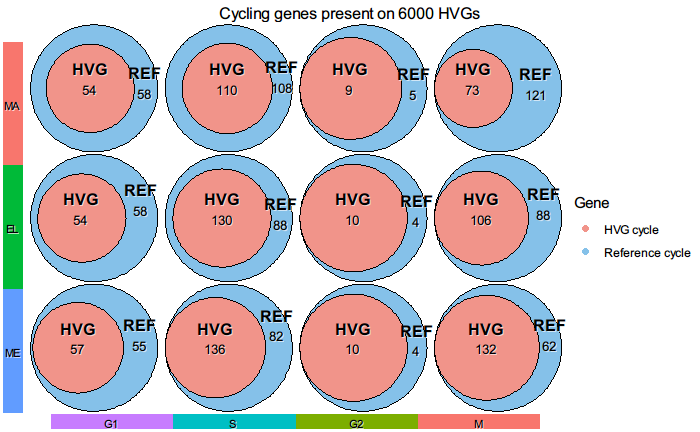 Cycling genes present on 6000 HVGs
MA
HVG
54
REF
58
HVG
110
REF
108
HVG
9
REF
5
HVG
73
REF
121
EL
HVG
54
REF
58
HVG
130
REF
88
HVG
10
REF
4
HVG
106
REF
88
ME
HVG
57
REF
55
HVG
136
REF
82
HVG
10
REF
4
HVG
132
REF
62
G1
S
G2
M
Gene
HVG cycle
Reference cycle